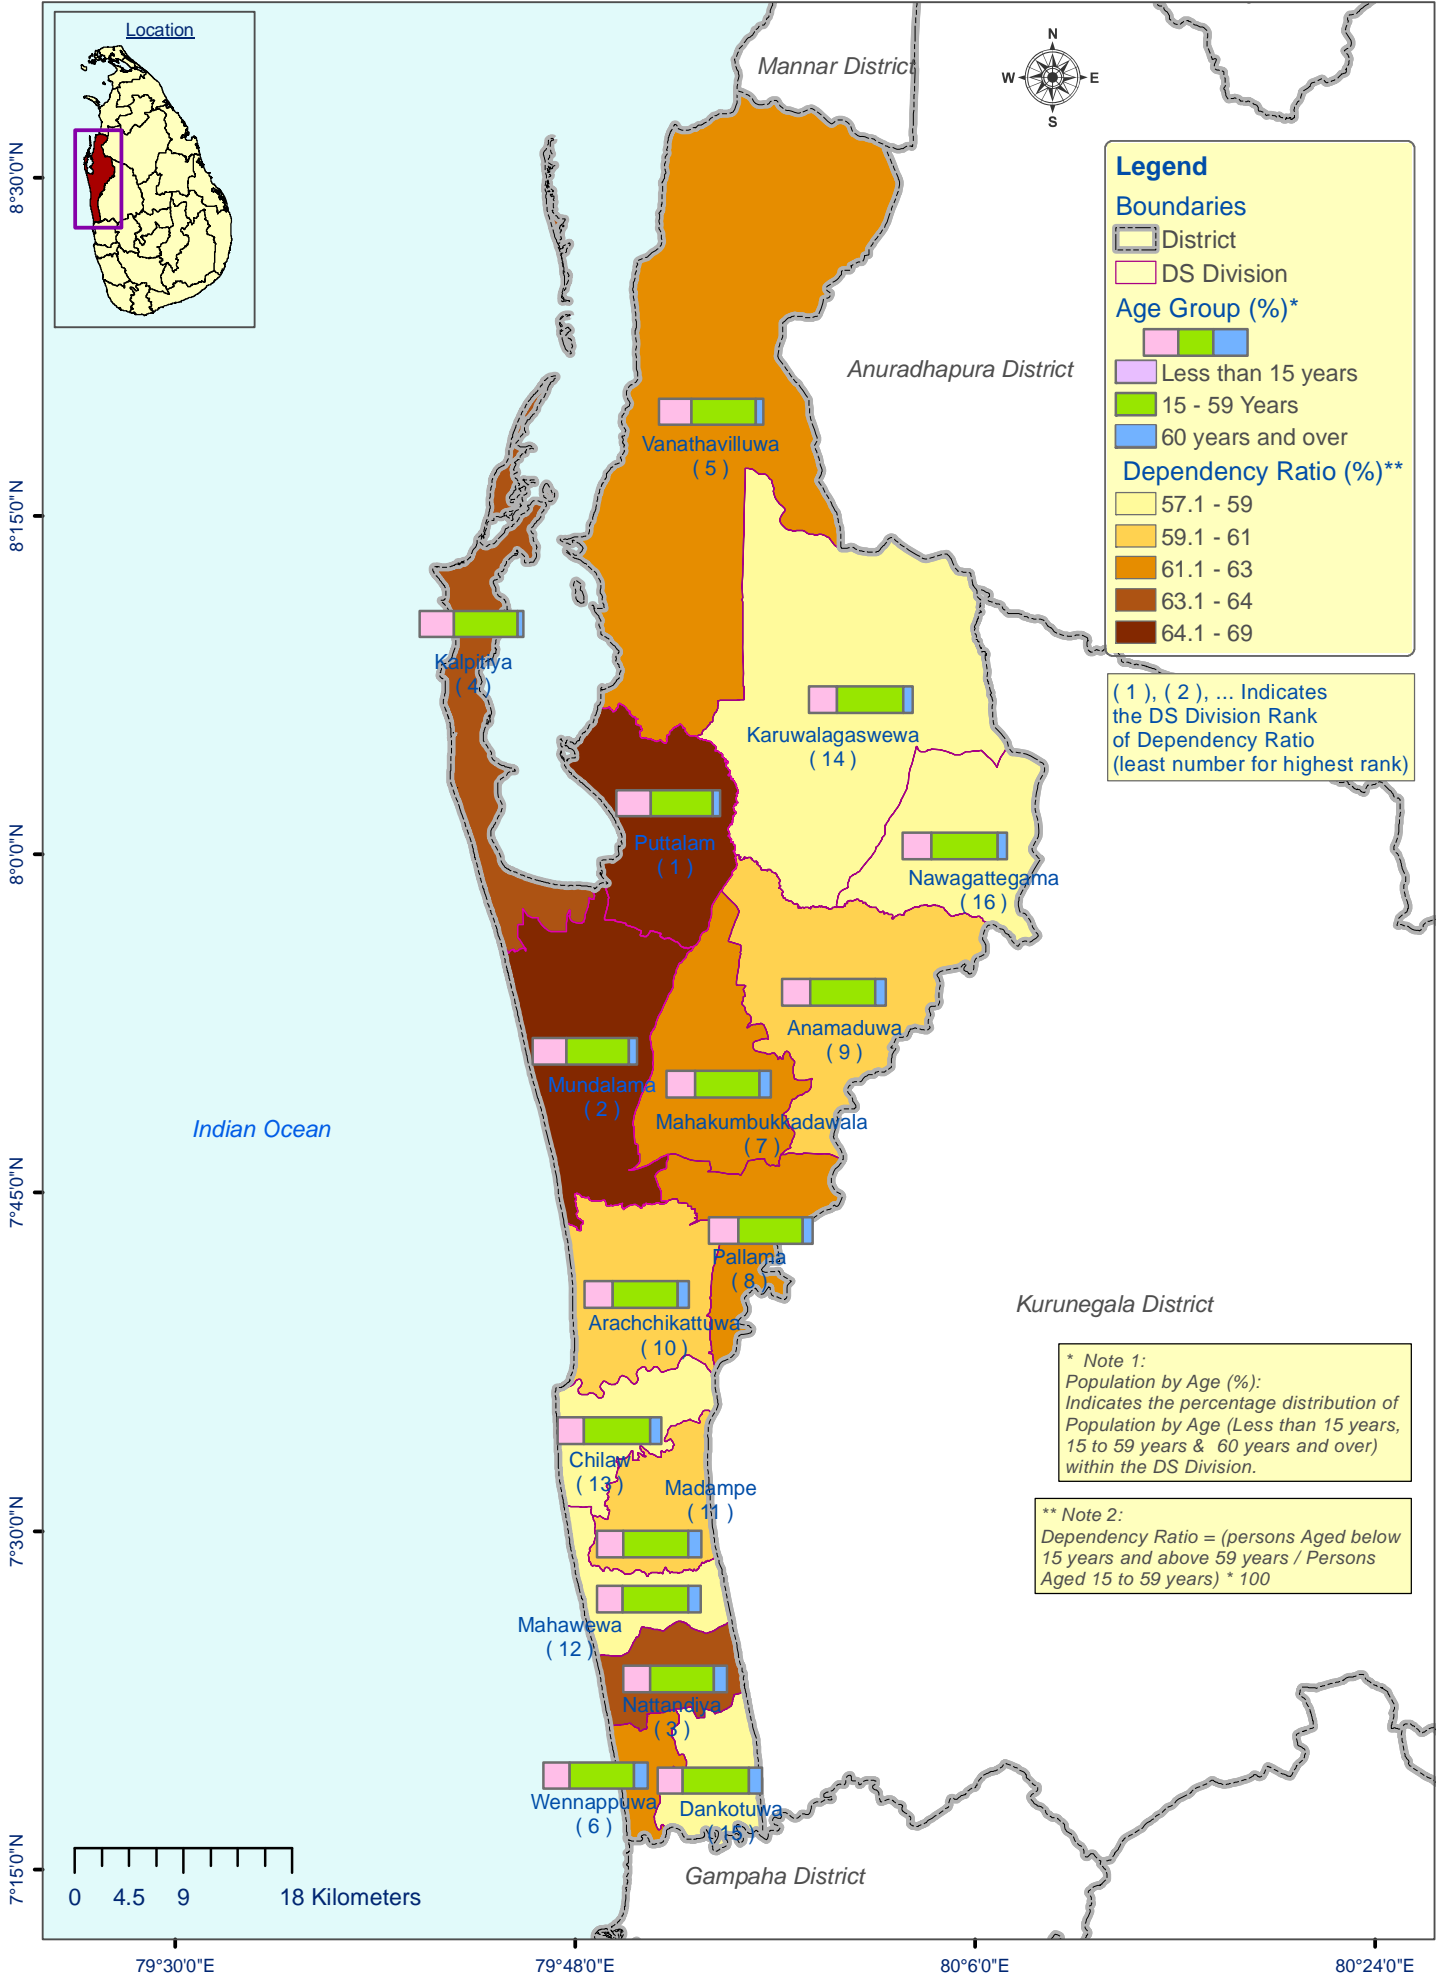 Location
Mannar District
N
W
E
S
8°30'0"N
Legend
Boundaries
District
DS Division
Age Group (%)*
Less than 15 years
15 - 59 Years
60 years and over
Dependency Ratio (%)**
57.1 - 59
59.1 - 61
61.1 - 63
63.1 - 64
64.1 - 69
Anuradhapura District
Vanathavilluwa
( 5 )
8°15'0"N
Kalpitiya
( 4 )
( 1 ), ( 2 ), ... Indicates
the DS Division Rank
of Dependency Ratio
(least number for highest rank)
Karuwalagaswewa
( 14 )
Puttalam
( 1 )
8°0'0"N
Nawagattegama
( 16 )
Anamaduwa
( 9 )
Mundalama
( 2 )
Mahakumbukkadawala
( 7 )
Indian Ocean
7°45'0"N
Pallama
( 8 )
Arachchikattuwa
( 10 )
Kurunegala District
* Note 1:
Population by Age (%):
Indicates the percentage distribution of
Population by Age (Less than 15 years,
15 to 59 years & 60 years and over)
within the DS Division.
Chilaw
( 13 )
Madampe
( 11 )
7°30'0"N
** Note 2:
Dependency Ratio = (persons Aged below
15 years and above 59 years / Persons
Aged 15 to 59 years) * 100
Mahawewa
( 12 )
Nattandiya
( 3 )
Wennappuwa
( 6 )
Dankotuwa
( 15 )
7°15'0"N
Gampaha District
0 4.5 9 18 Kilometers
79°30'0"E
79°48'0"E
80°6'0"E
80°24'0"E